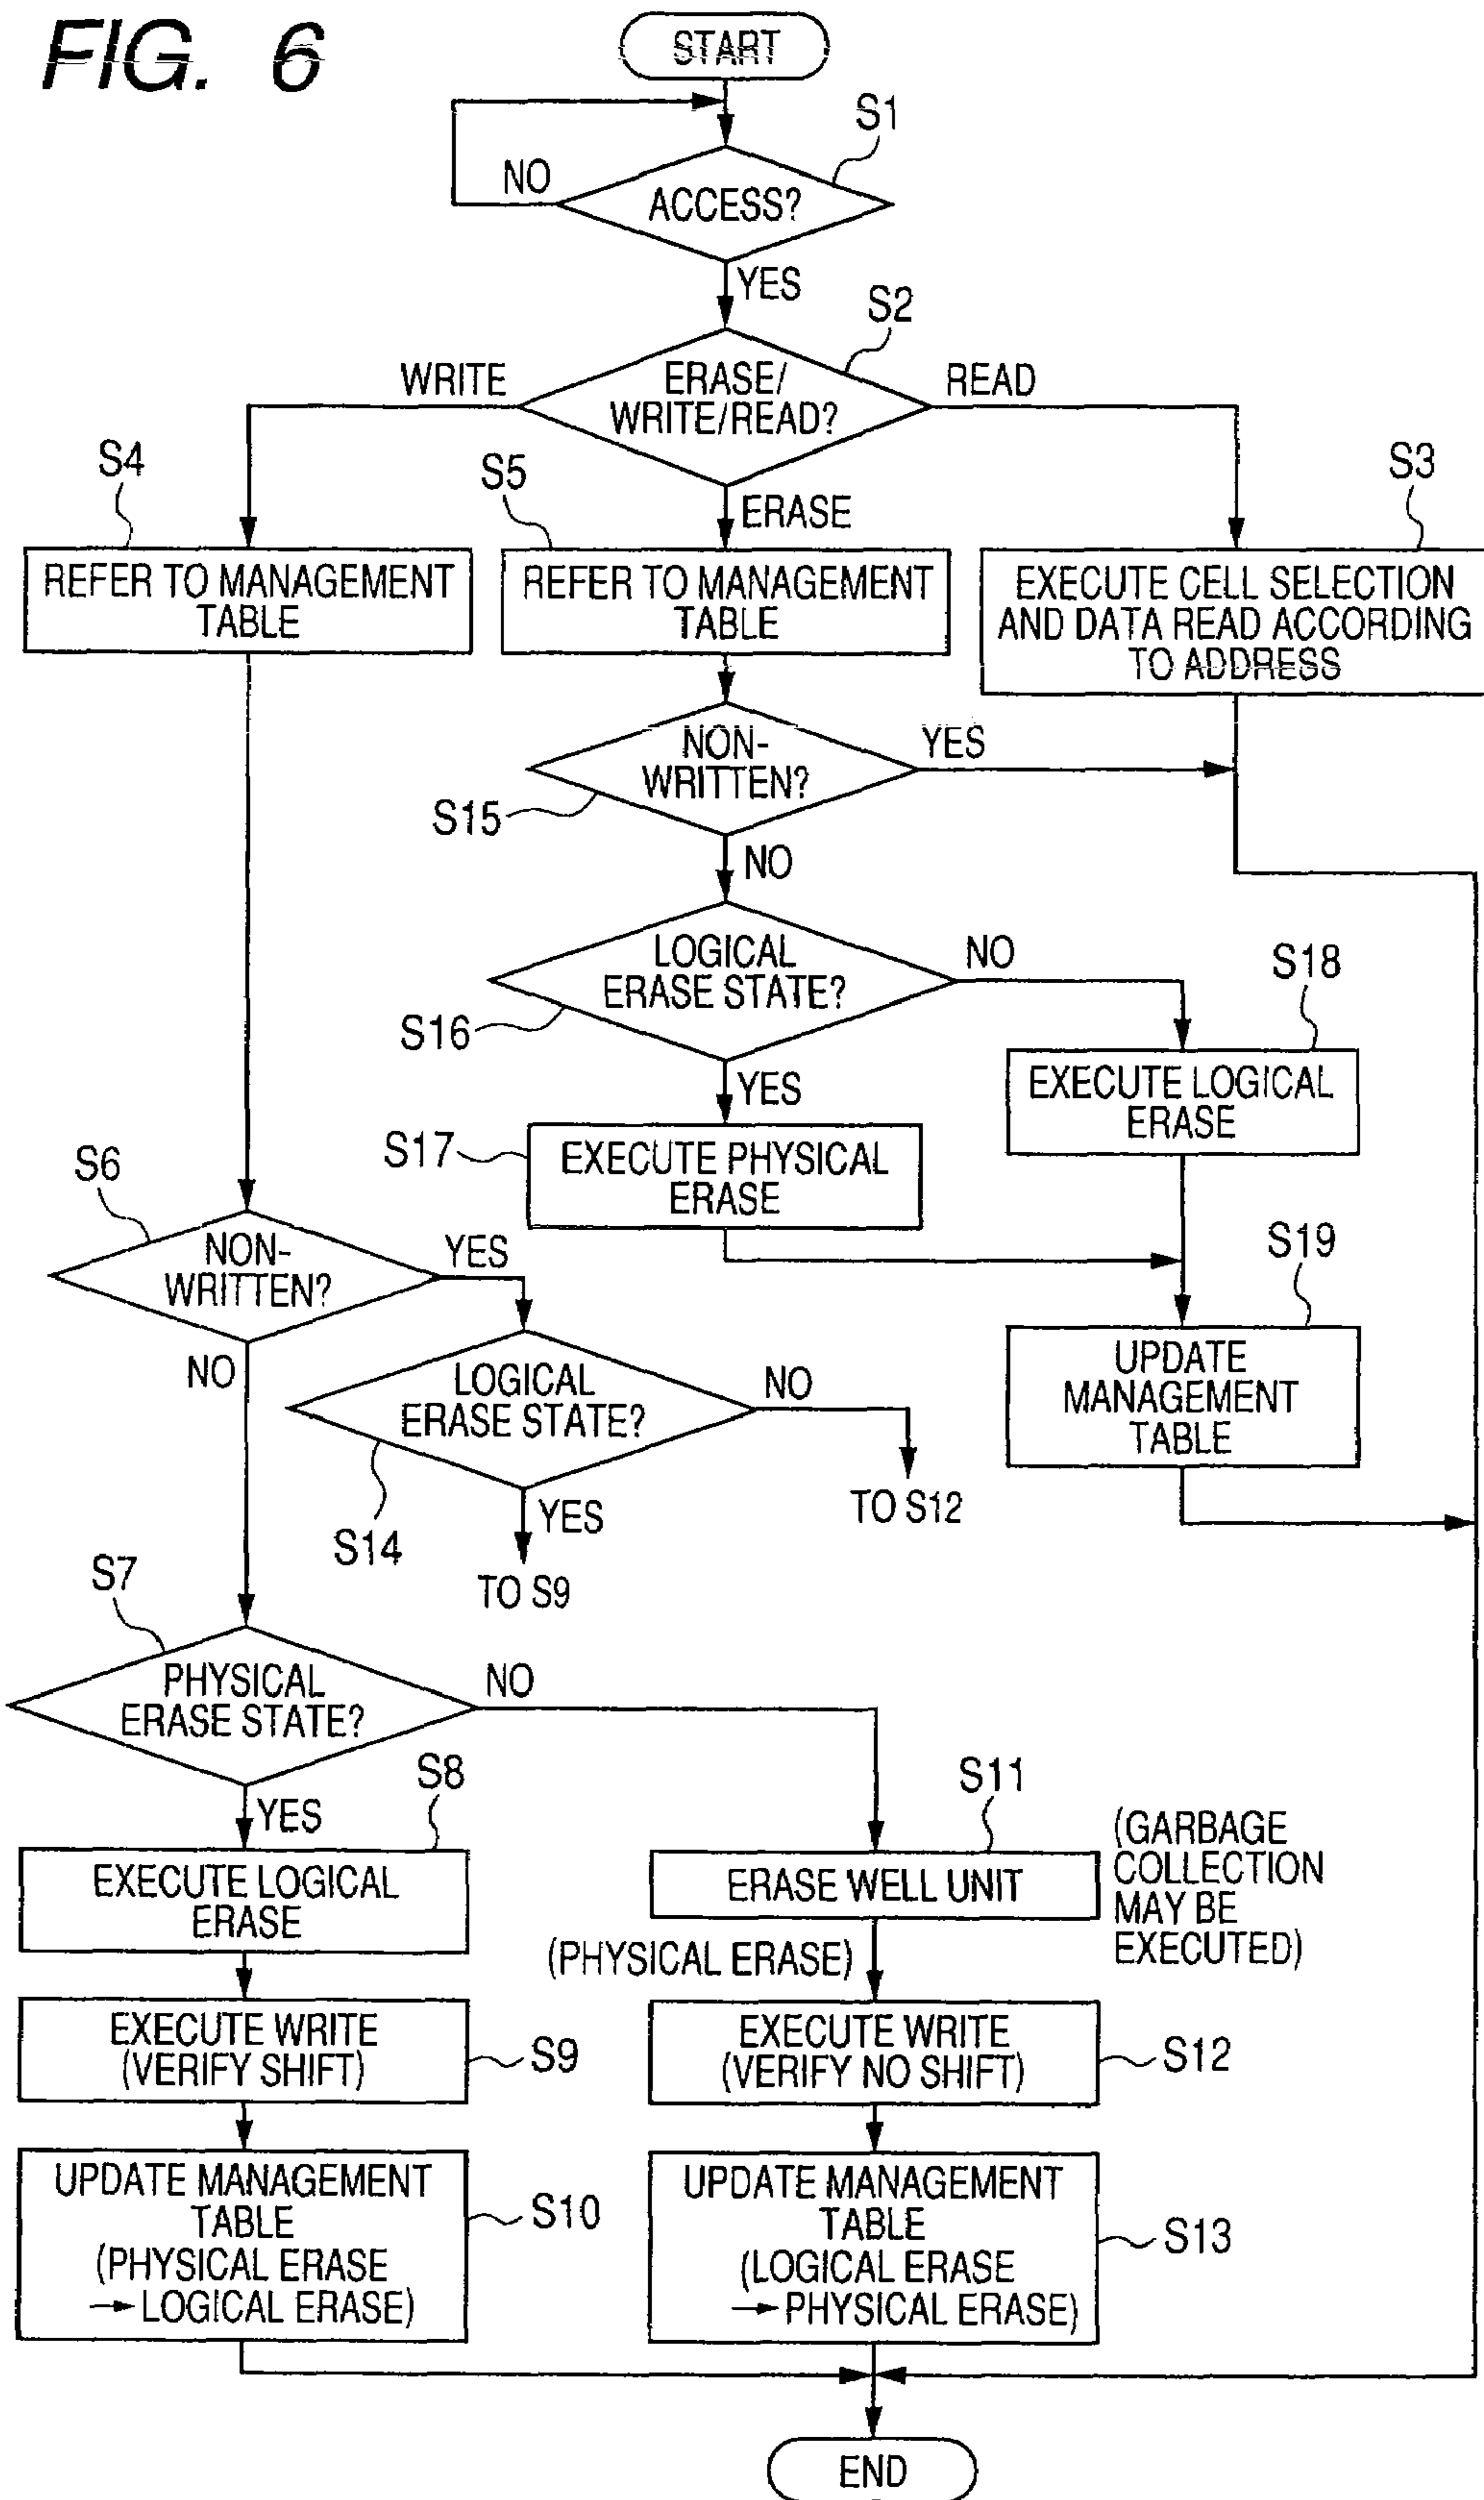 FIG. 6
START
S1
NO
ACCESS?
YES
S2
WRITE
ERASE/
WRITE/READ?
READ
S4
S5
ERASE
S3
REFER TO MANAGEMENT
TABLE
REFER TO MANAGEMENT
TABLE
EXECUTE CELL SELECTION
AND DATA READ ACCORDING
TO ADDRESS
NON-
WRITTEN?
YES
S15
NO
LOGICAL
ERASE STATE?
NO
S18
S16
YES
EXECUTE LOGICAL
ERASE
S17
EXECUTE PHYSICAL
ERASE
S6
NON-
WRITTEN?
YES
S19
NO
LOGICAL
ERASE STATE?
NO
UPDATE
MANAGEMENT
TABLE
S14
YES
TO S12
TO S9
S7
PHYSICAL
ERASE STATE?
NO
S8
YES
S11
EXECUTE LOGICAL
ERASE
ERASE WELL UNIT
(GARBAGE
COLLECTION
MAY BE
EXECUTED)
(PHYSICAL ERASE)
EXECUTE WRITE
(VERIFY SHIFT)
S9
EXECUTE WRITE
(VERIFY NO SHIFT)
S12
UPDATE MANAGEMENT
TABLE
(PHYSICAL ERASE
→ LOGICAL ERASE)
S10
UPDATE MANAGEMENT
TABLE
(LOGICAL ERASE
→ PHYSICAL ERASE)
S13
END